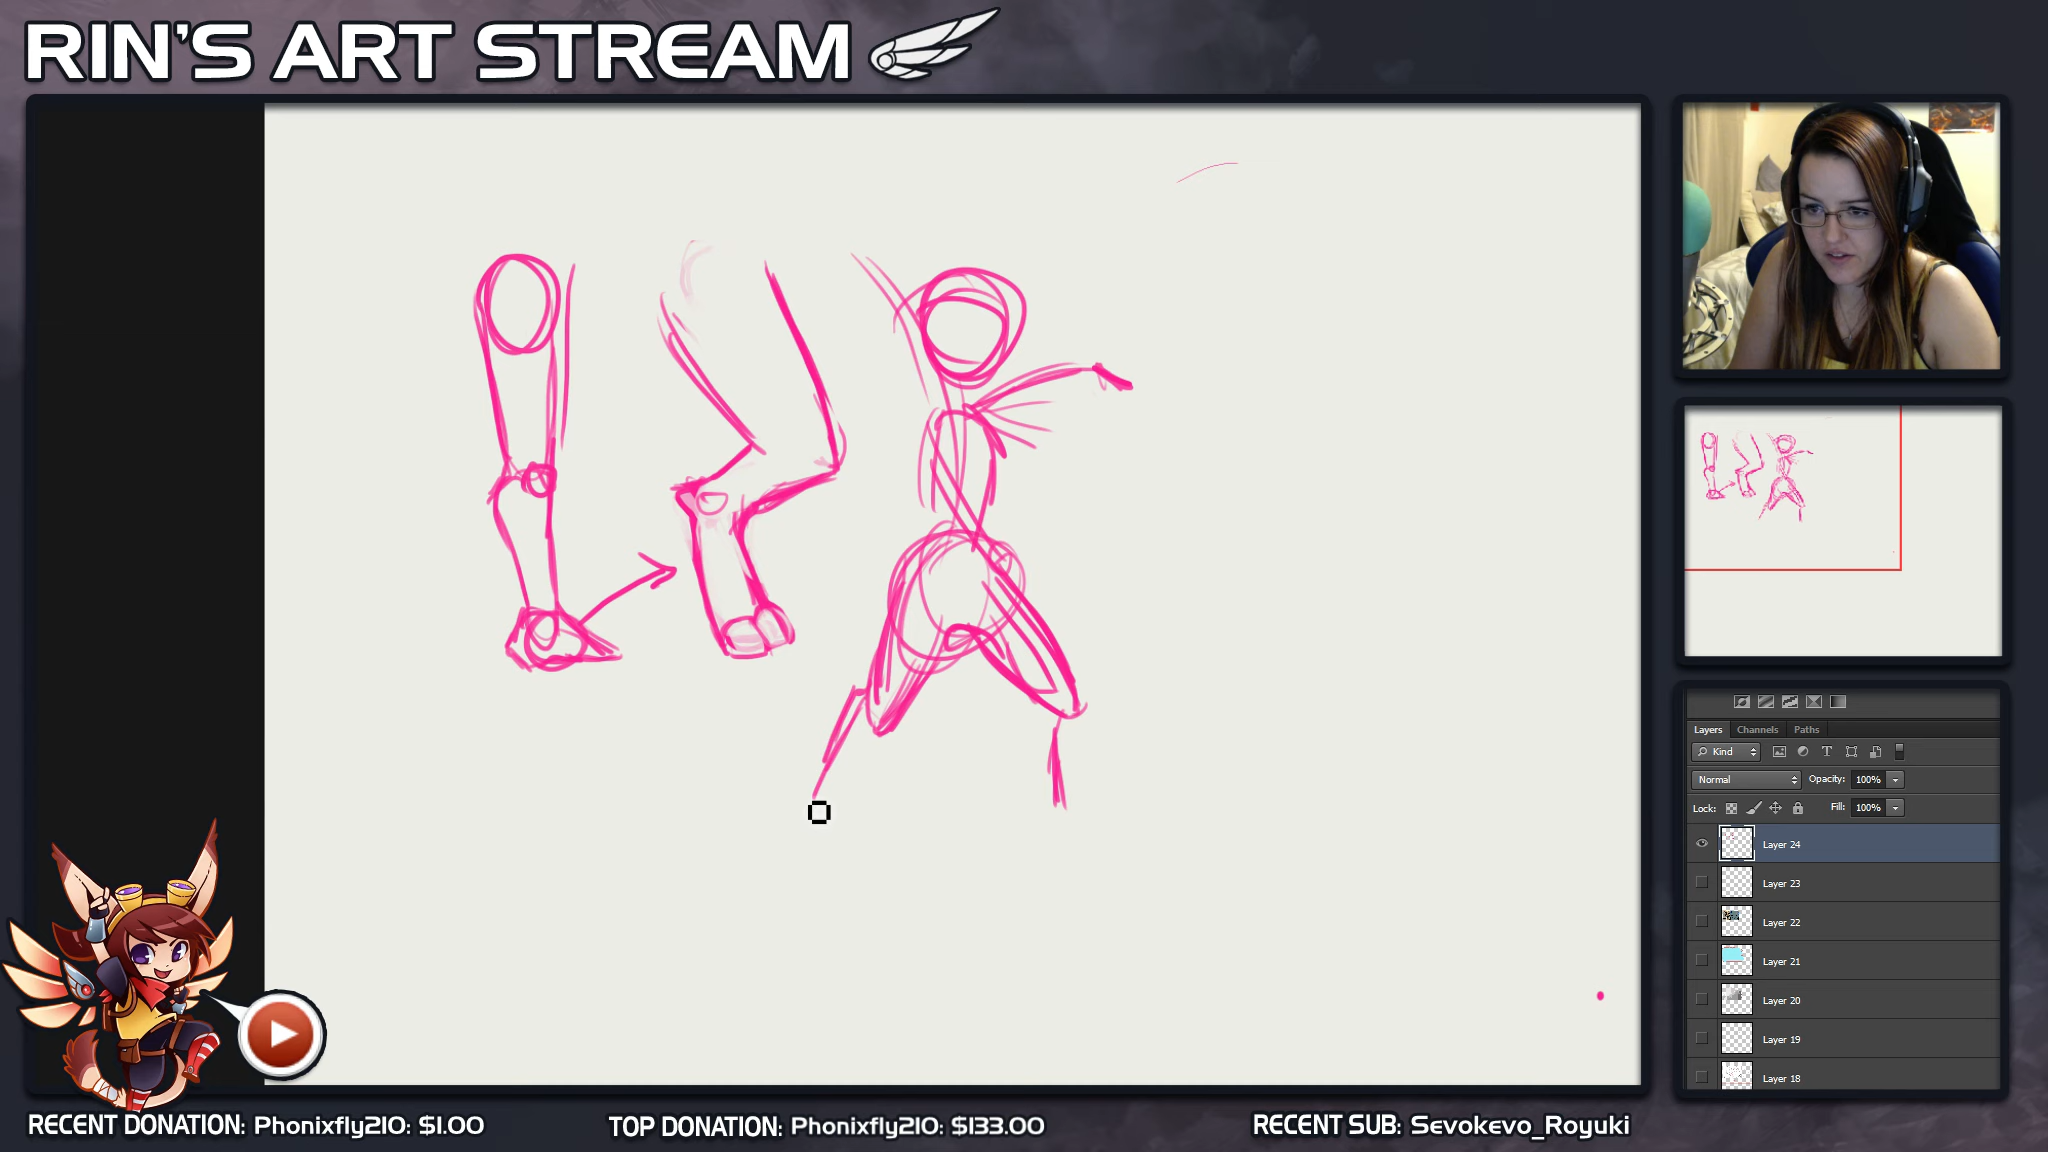 RIN'S ART STREAM
Layers Channels Paths
Kind
Normal Opacity: 100%
Lock: Fill: 100%
Layer 24
Layer 23
Layer 22
Layer 21
Layer 20
Layer 19
Layer 18
RECENT DONATION: Phonixfly210: $1.00 TOP DONATION: Phonixfly210: $133.00 RECENT SUB: Sevokevo_Royuki